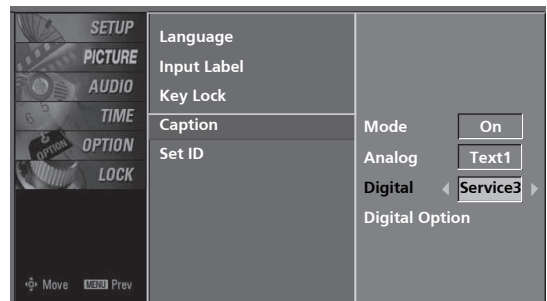 SETUP
PICTURE
AUDIO
TIME
OPTION
LOCK
Move MENU Prev
Language
Input Label
Key Lock
Caption
Set ID
Mode On
Analog Text1
Digital Service3
Digital Option